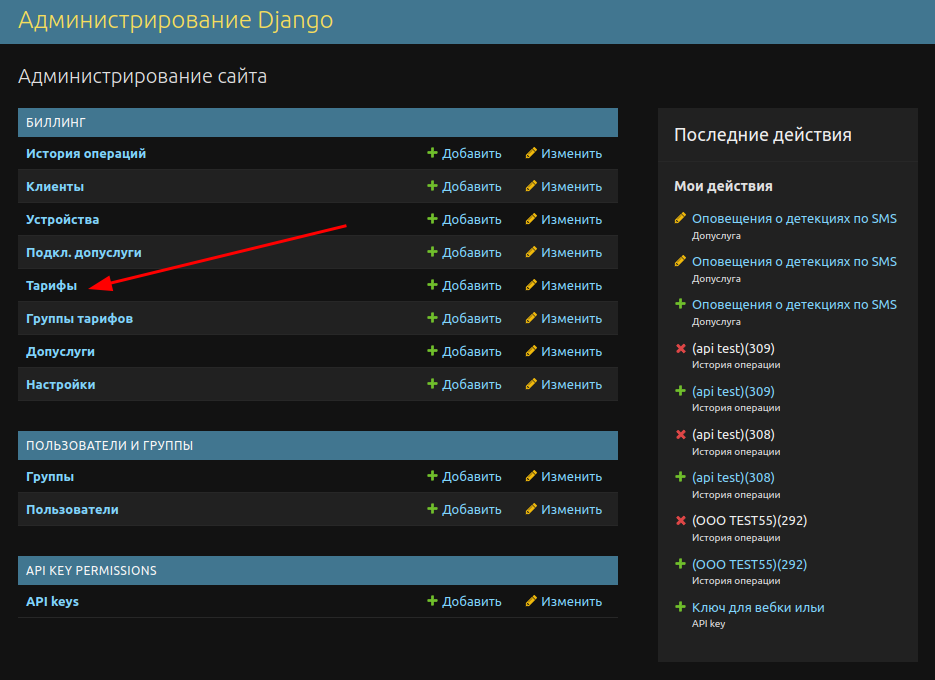 Администрирование Django
Администрирование сайта
БИЛЛИНГ
История операций Добавить Изменить
Клиенты Добавить Изменить
Устройства Добавить Изменить
Подкл. допуслуги Добавить Изменить
Тарифы Добавить Изменить
Группы тарифов Добавить Изменить
Допуслуги Добавить Изменить
Настройки Добавить Изменить
ПОЛЬЗОВАТЕЛИ И ГРУППЫ
Группы Добавить Изменить
Пользователи Добавить Изменить
API KEY PERMISSIONS
API keys Добавить Изменить
Последние действия
Мои действия
Оповещения о детекциях по SMS
Допуслуга
Оповещения о детекциях по SMS
Допуслуга
Оповещения о детекциях по SMS
Допуслуга
(api test)(309)
История операции
(api test)(309)
История операции
(api test)(308)
История операции
(api test)(308)
История операции
(ООО TEST55)(292)
История операции
(ООО TEST55)(292)
История операции
Ключ для вебки ильи
API key